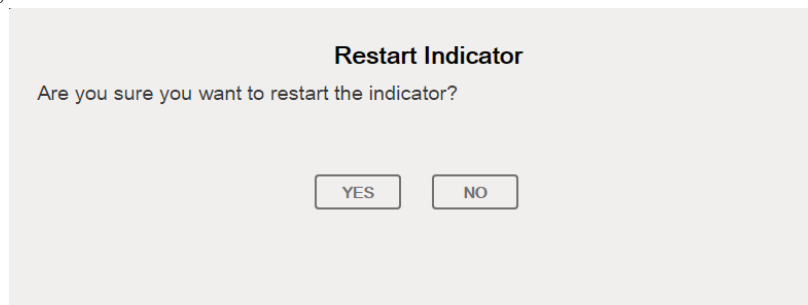 Restart Indicator
Are you sure you want to restart the indicator?
YES NO